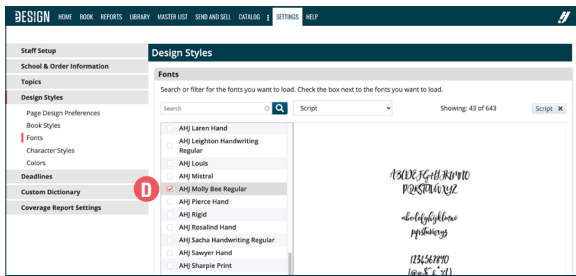 DESIGN HOME BOOK REPORTS LIBRARY MASTER LIST SEND AND SELL CATALOG SETTINGS HELP
Staff Setup
School & Order Information
Topics
Design Styles
Page Design Preferences
Book Styles
Fonts
Character Styles
Colors
Deadlines
Custom Dictionary
Coverage Report Settings
Design Styles
Fonts
Search or filter for the fonts you want to load. Check the box next to the fonts you want to load.
Search Script Showing: 43 of 643 Script ×
AHJ Laren Hand
AHJ Leighton Handwriting
Regular
AHJ Louis
AHJ Mistral
D AHJ Molly Bee Regular
AHJ Pierce Hand
AHJ Rigid
AHJ Rosalind Hand
AHJ Sacha Handwriting Regular
AHJ Sawyer Hand
AHJ Sharpie Print
ABCDEFGHIJKLMNO
PQRSTUVWXYZ
abcdefghijklmno
pqrstuvwxyz
1234567890